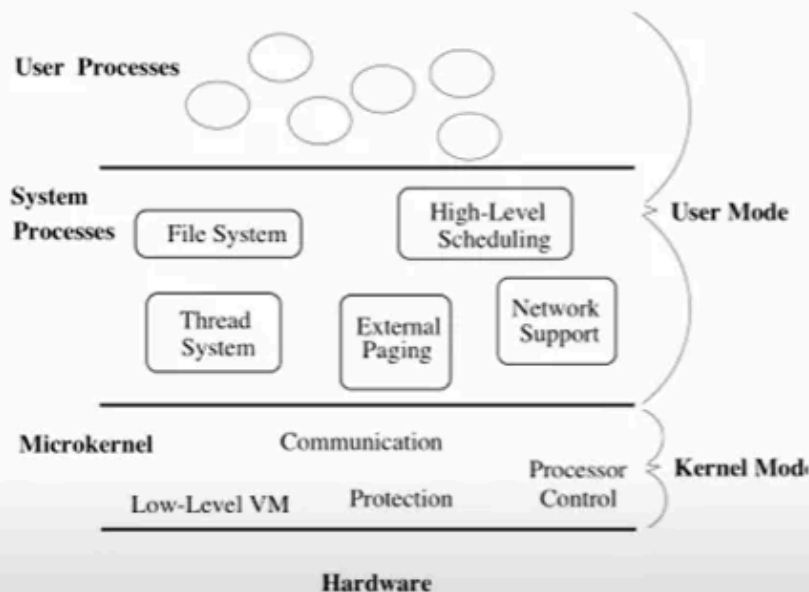 User Processes
System
Processes
File System
High-Level
Scheduling
User Mode
Thread
System
External
Paging
Network
Support
Microkernel
Communication
Processor
Control
Kernel Mod
Low-Level VM
Protection
Hardware